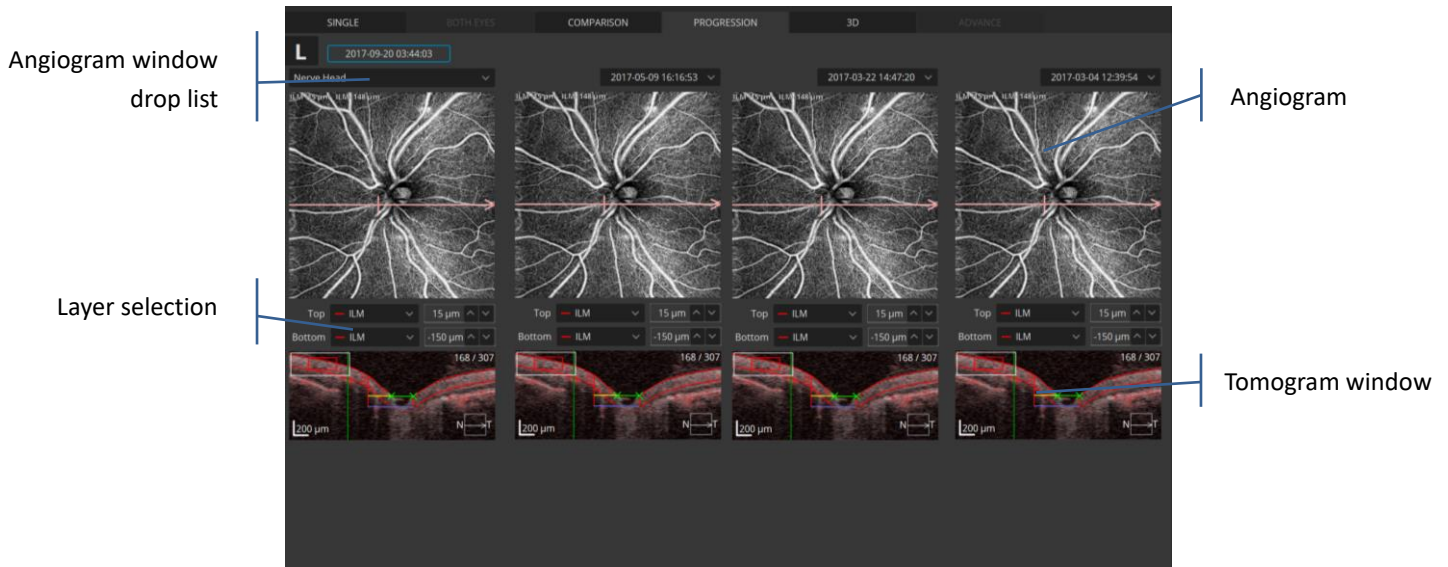 SINGLE BOTH EYES COMPARISON PROGRESSION 3D ADVANCE
L 2017-09-20 03:44:03
Angiogram window
drop list
Nerve Head 2017-05-09 16:16:53 2017-03-22 14:47:20 2017-03-04 12:39:54
Angiogram
Layer selection
Top ILM 15 µm Top ILM 15 µm Top ILM 15 µm Top ILM 15 µm
Bottom ILM -150 µm Bottom ILM -150 µm Bottom ILM -150 µm Bottom ILM -150 µm
168 / 307 168 / 307 168 / 307 168 / 307
Tomogram window
200 µm N T 200 µm N T 200 µm N T 200 µm N T